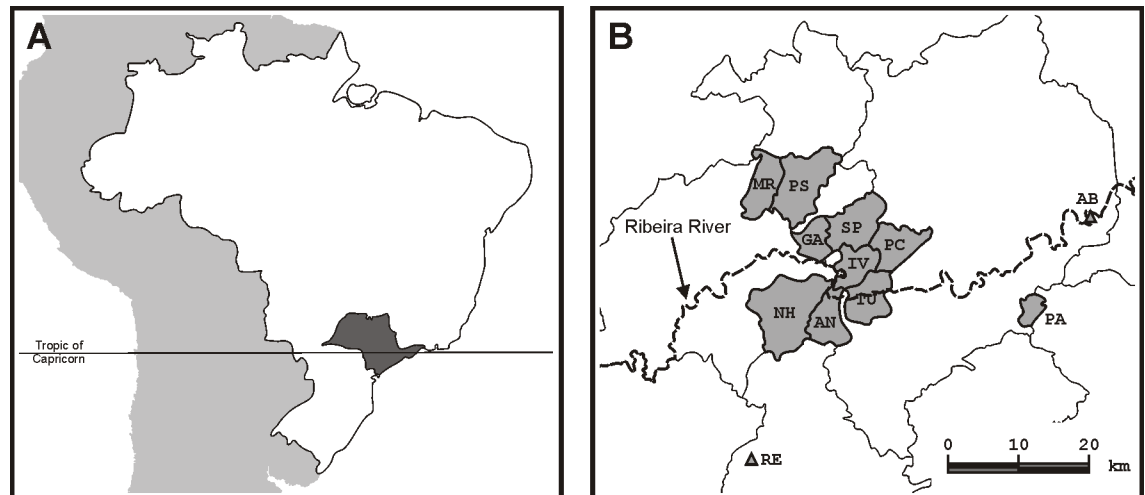 A
Tropic of
Capricorn
B
MR
PS
AB
Ribeira River
GA
SP
PC
IV
TU
NH
AN
PA
RE
0 10 20
km